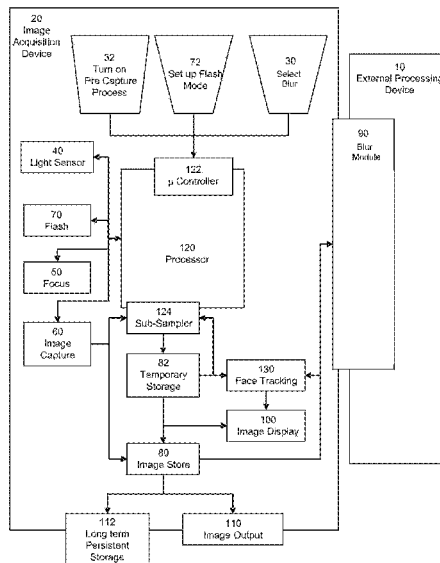 20
Image
Acquisition
Device
32
Turn on
Pre Capture
Process
72
Set up Flash
Mode
30
Select
Blur
10
External Processing
Device
90
Blur
Module
40
Light Sensor
122
µ Controller
70
Flash
120
Processor
50
Focus
124
Sub-Sampler
60
Image
Capture
82
Tamporary
Storage
130
Face Tracking
100
Image Display
80
Image Store
112
Long term
Persistent
Storage
110
Image Output